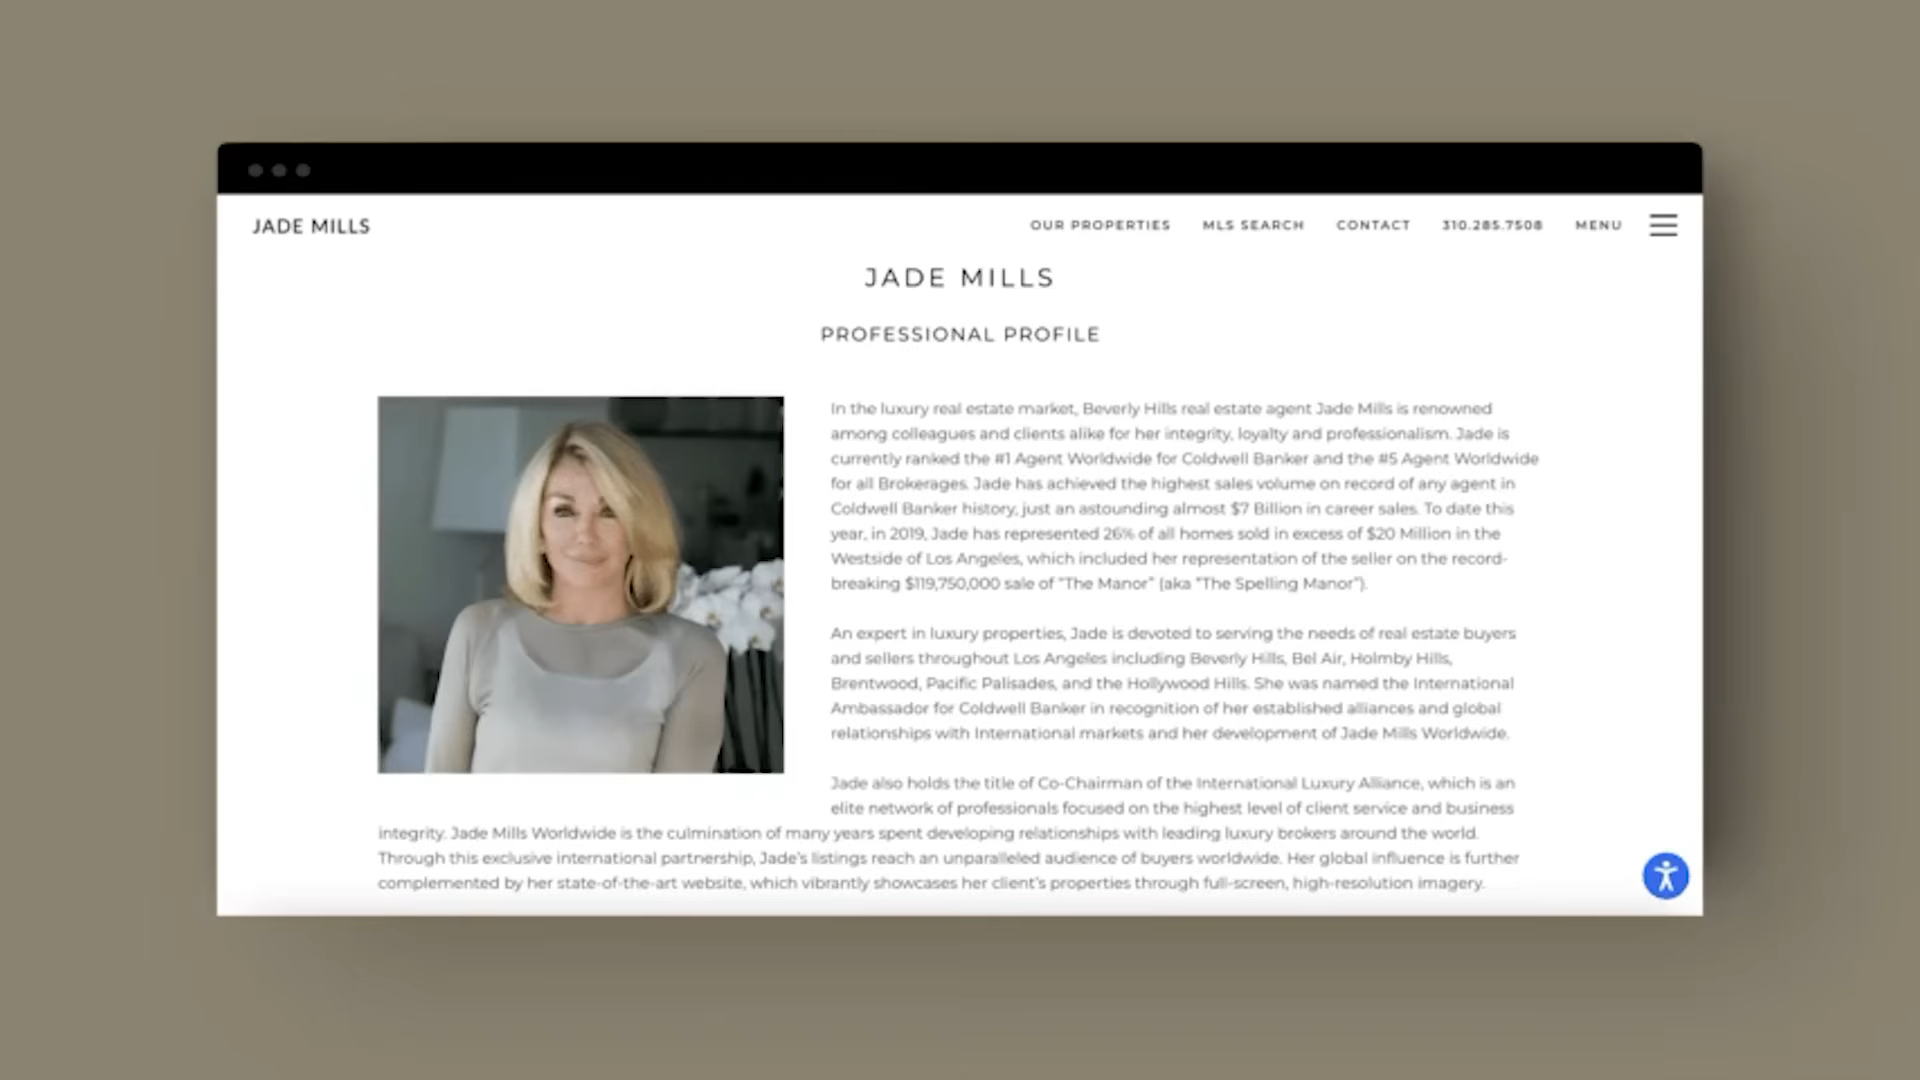 JADE MILLS
OUR PROPERTIES MLS SEARCH CONTACT 310.285.7508 MENU
JADE MILLS
PROFESSIONAL PROFILE
In the luxury real estate market, Beverly Hills real estate agent Jade Mills is renowned
among colleagues and clients alike for her integrity, loyalty and professionalism. Jade is
currently ranked the #1 Agent Worldwide for Coldwell Banker and the #5 Agent Worldwide
for all Brokerages. Jade has achieved the highest sales volume on record of any agent in
Coldwell Banker history, just an astounding almost $7 Billion in career sales. To date this
year, in 2019, Jade has represented 26% of all homes sold in excess of $20 Million in the
Westside of Los Angeles, which included her representation of the seller on the record-
breaking $119,750,000 sale of "The Manor" (aka "The Spelling Manor").
An expert in luxury properties, Jade is devoted to serving the needs of real estate buyers
and sellers throughout Los Angeles including Beverly Hills, Bel Air, Holmby Hills,
Brentwood, Pacific Palisades, and the Hollywood Hills. She was named the International
Ambassador for Coldwell Banker in recognition of her established alliances and global
relationships with International markets and her development of Jade Mills Worldwide.
Jade also holds the title of Co-Chairman of the International Luxury Alliance, which is an
elite network of professionals focused on the highest level of client service and business
integrity. Jade Mills Worldwide is the culmination of many years spent developing relationships with leading luxury brokers around the world.
Through this exclusive international partnership, Jade's listings reach an unparalleled audience of buyers worldwide. Her global influence is further
complemented by her state-of-the-art website, which vibrantly showcases her client's properties through full-screen, high-resolution imagery.